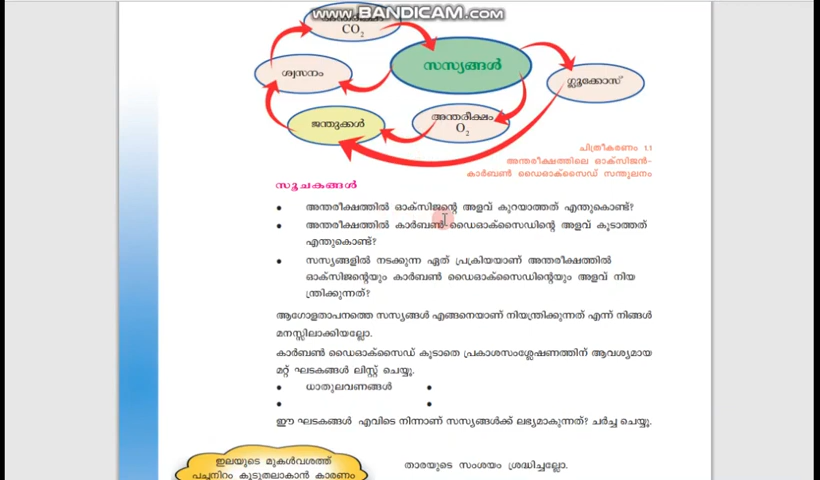 www.BANDICAM.com
CO2
സസ്യങ്ങൾ
ശ്വസനം
ഗ്ലൂക്കോസ്
ജന്തുക്കൾ
അന്തരീക്ഷം
O2
ചിത്രീകരണം 1.1
അന്തരീക്ഷത്തിലെ ഓക്സിജൻ-
കാർബൺ ഡൈഓക്സൈഡ് സന്തുലനം
സൂചകങ്ങൾ
• അന്തരീക്ഷത്തിൽ ഓക്സിജന്റെ അളവ് കുറയാത്തത് എന്തുകൊണ്ട്?
• അന്തരീക്ഷത്തിൽ കാർബൺ ഡൈഓക്സൈഡിന്റെ അളവ് കൂടാത്തത്
എന്തുകൊണ്ട്?
• സസ്യങ്ങളിൽ നടക്കുന്ന ഏത് പ്രക്രിയയാണ് അന്തരീക്ഷത്തിൽ
ഓക്സിജന്റെയും കാർബൺ ഡൈഓക്സൈഡിന്റെയും അളവ് നിയ
ന്ത്രിക്കുന്നത്?
ആഗോളതാപനത്തെ സസ്യങ്ങൾ എങ്ങനെയാണ് നിയന്ത്രിക്കുന്നത് എന്ന് നിങ്ങൾ
മനസ്സിലാക്കിയല്ലോ.
കാർബൺ ഡൈഓക്സൈഡ് കൂടാതെ പ്രകാശസംശ്ലേഷണത്തിന് ആവശ്യമായ
മറ്റ് ഘടകങ്ങൾ ലിസ്റ്റ് ചെയ്യൂ.
• ധാതുലവണങ്ങൾ •
• •
ഈ ഘടകങ്ങൾ എവിടെ നിന്നാണ് സസ്യങ്ങൾക്ക് ലഭ്യമാകുന്നത്? ചർച്ച ചെയ്യൂ.
ഇലയുടെ മുകൾവശത്ത്
പച്ചനിറം കൂടുതലാകാൻ കാരണം
താരയുടെ സംശയം ശ്രദ്ധിച്ചല്ലോ.